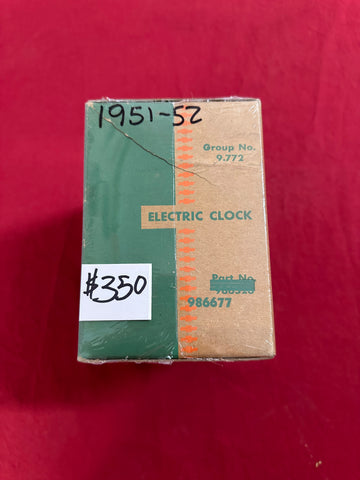 1951-52
Group No.
9.772
ELECTRIC CLOCK
Part No.
986677
$350